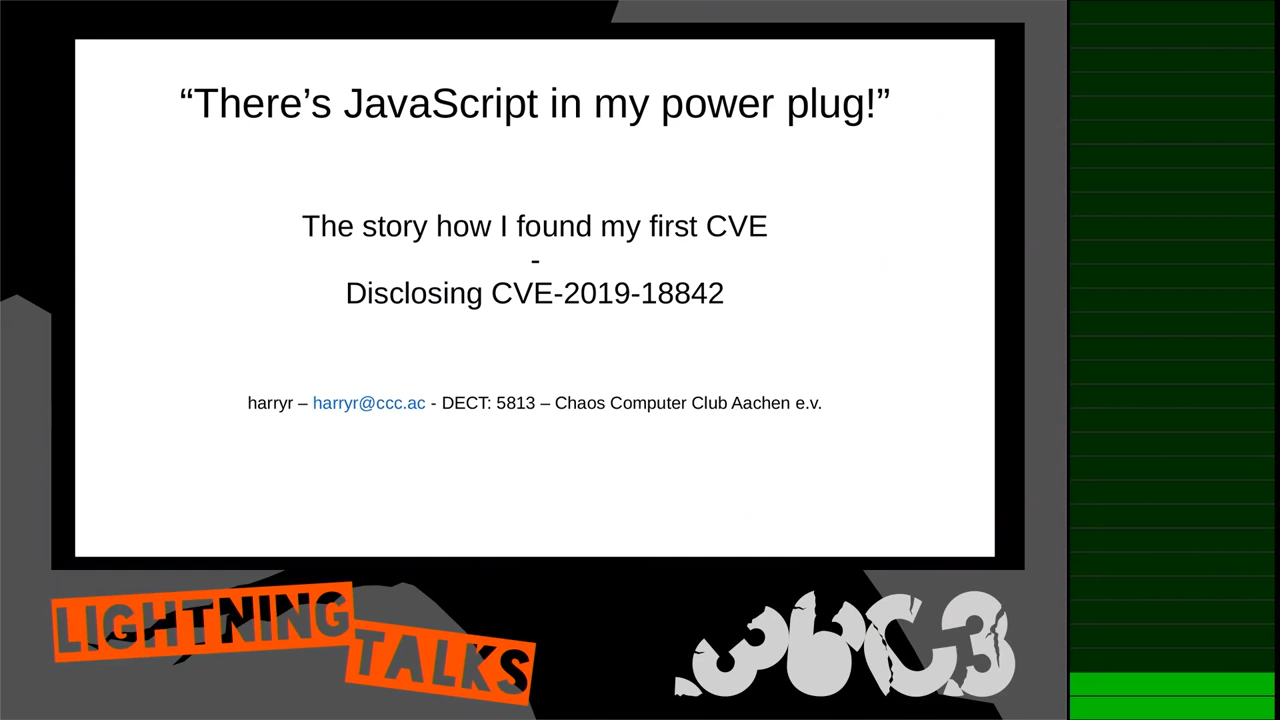 “There’s JavaScript in my power plug!”
The story how I found my first CVE
-
Disclosing CVE-2019-18842
harryr – harryr@ccc.ac - DECT: 5813 – Chaos Computer Club Aachen e.v.
LIGHTNING
TALKS
36C3